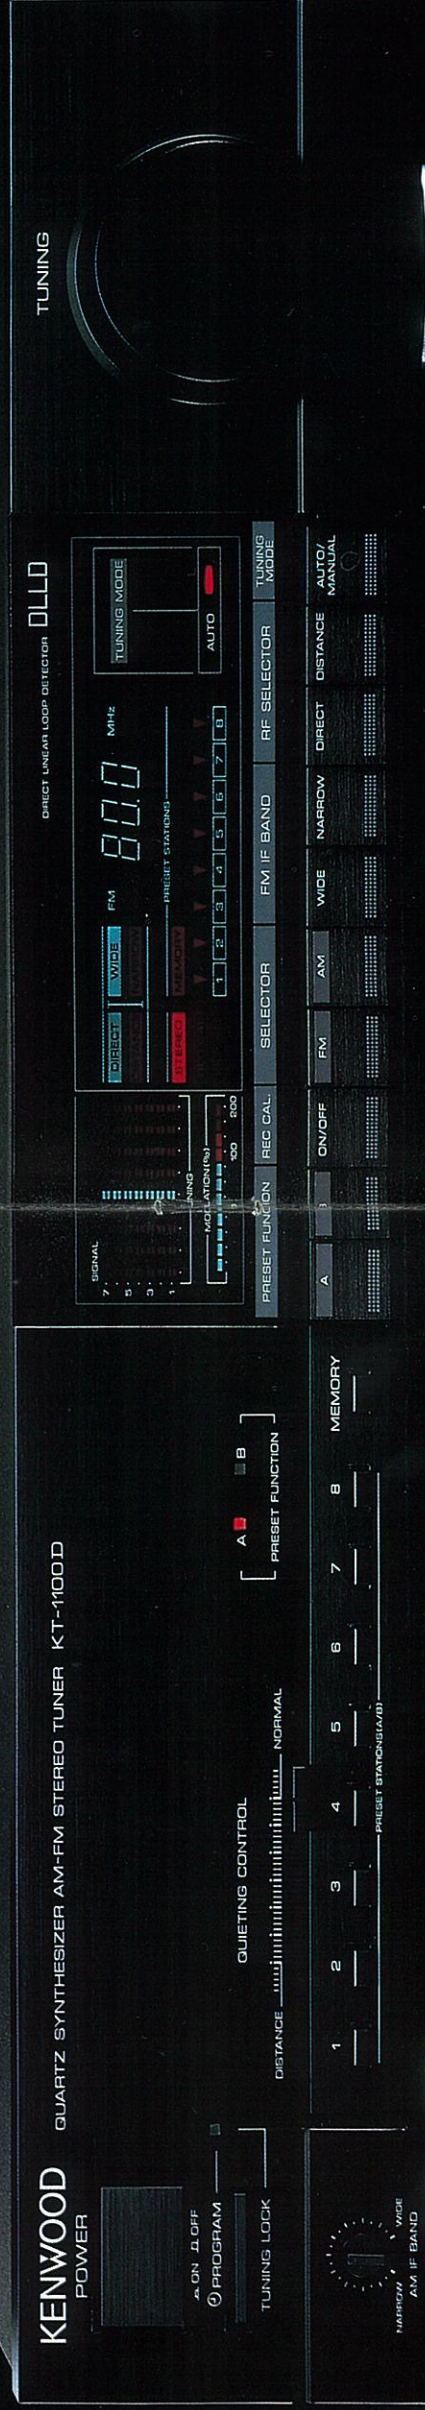 KENWOOD
QUARTZ SYNTHESIZER AM-FM STEREO TUNER KT-1100D
POWER
ON OFF
PROGRAM
TUNING LOCK
NARROW WIDE
AM IF BAND
QUIETING CONTROL
DISTANCE NORMAL
A B
PRESET FUNCTION
1 2 3 4 5 6 7 8 MEMORY
PRESET STATIONS(A/B)
DIRECT LINEAR LOOP DETECTOR DLLD
SIGNAL
7
5
3
1
100 200
DIRECT WIDE
STEREO MEMORY
FM 80.0 MHz
PRESET STATIONS
1 2 3 4 5 6 7 8
TUNING MODE
AUTO
PRESET FUNCTION REC CAL. SELECTOR FM IF BAND RF SELECTOR TUNING MODE
A B ON/OFF FM AM WIDE NARROW DIRECT DISTANCE AUTO/MANUAL
TUNING